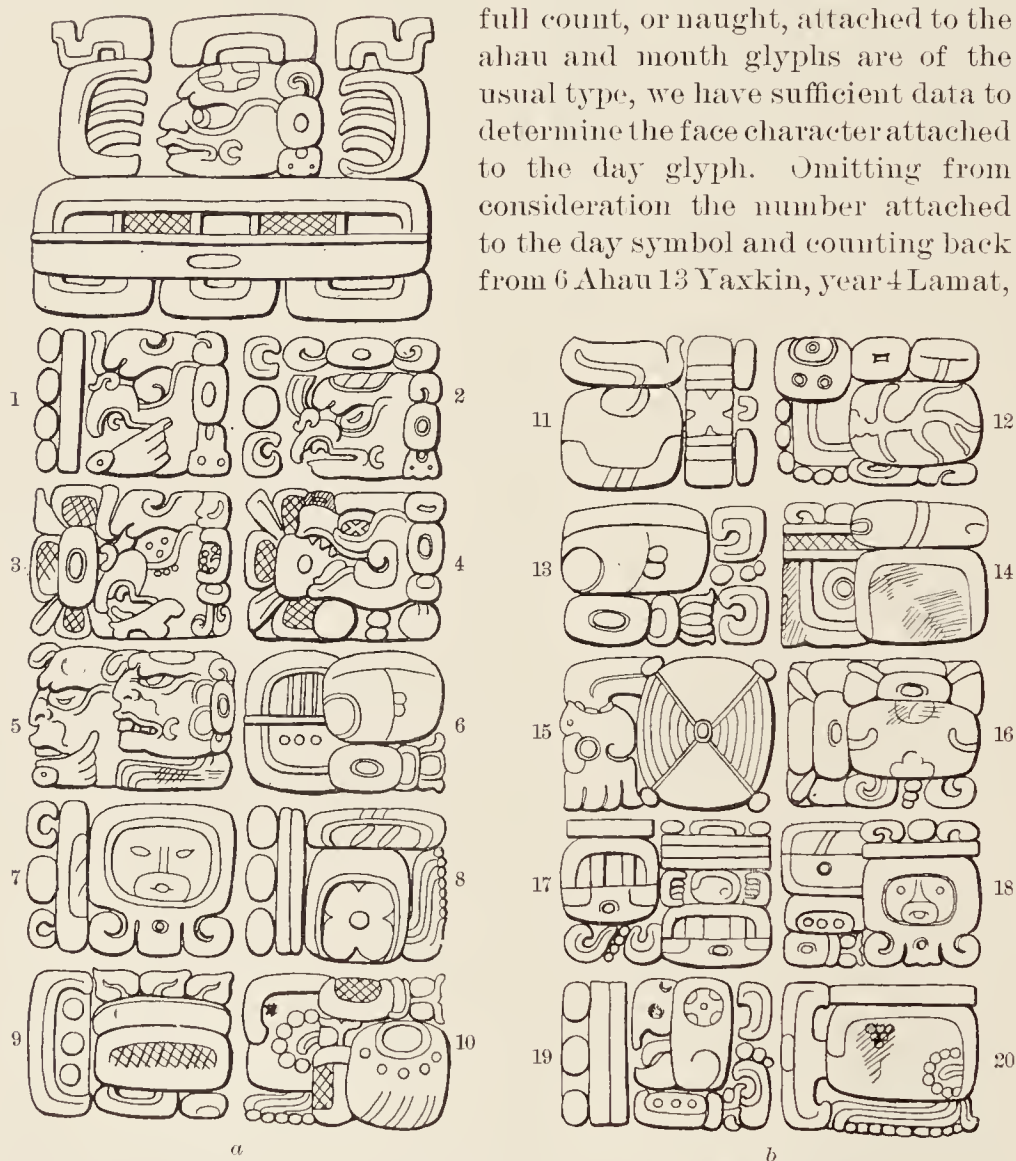 full count, or naught, attached to the
ahau and month glyphs are of the
usual type, we have sufficient data to
determine the face character attached
to the day glyph. Omitting from
consideration the number attached
to the day symbol and counting back
from 6 Ahau 13 Yaxkin, year 4 Lamat,
1 2
3 4
5 6
7 8
9 10
a
11 12
13 14
15 16
17 18
19 20
b